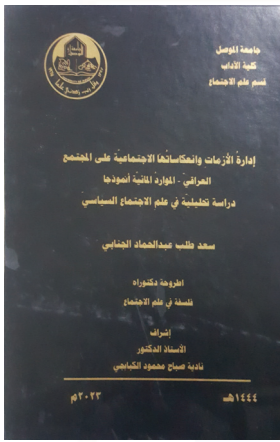 جامعة الموصل
كلية الآداب
قسم علم الاجتماع
إدارة الأزمات وانعكاساتها الاجتماعية على المجتمع
العراقي - الموارد المائية أنموذجا
دراسة تحليلية في علم الاجتماع السياسي
سعد طلب عبدالحماد الجنابي
اطروحة دكتوراه
فلسفة في علم الاجتماع
إشراف
الأستاذ الدكتور
نادية صباح محمود الكبابجي
١٤٤٤هـ
٢٠٢٣م